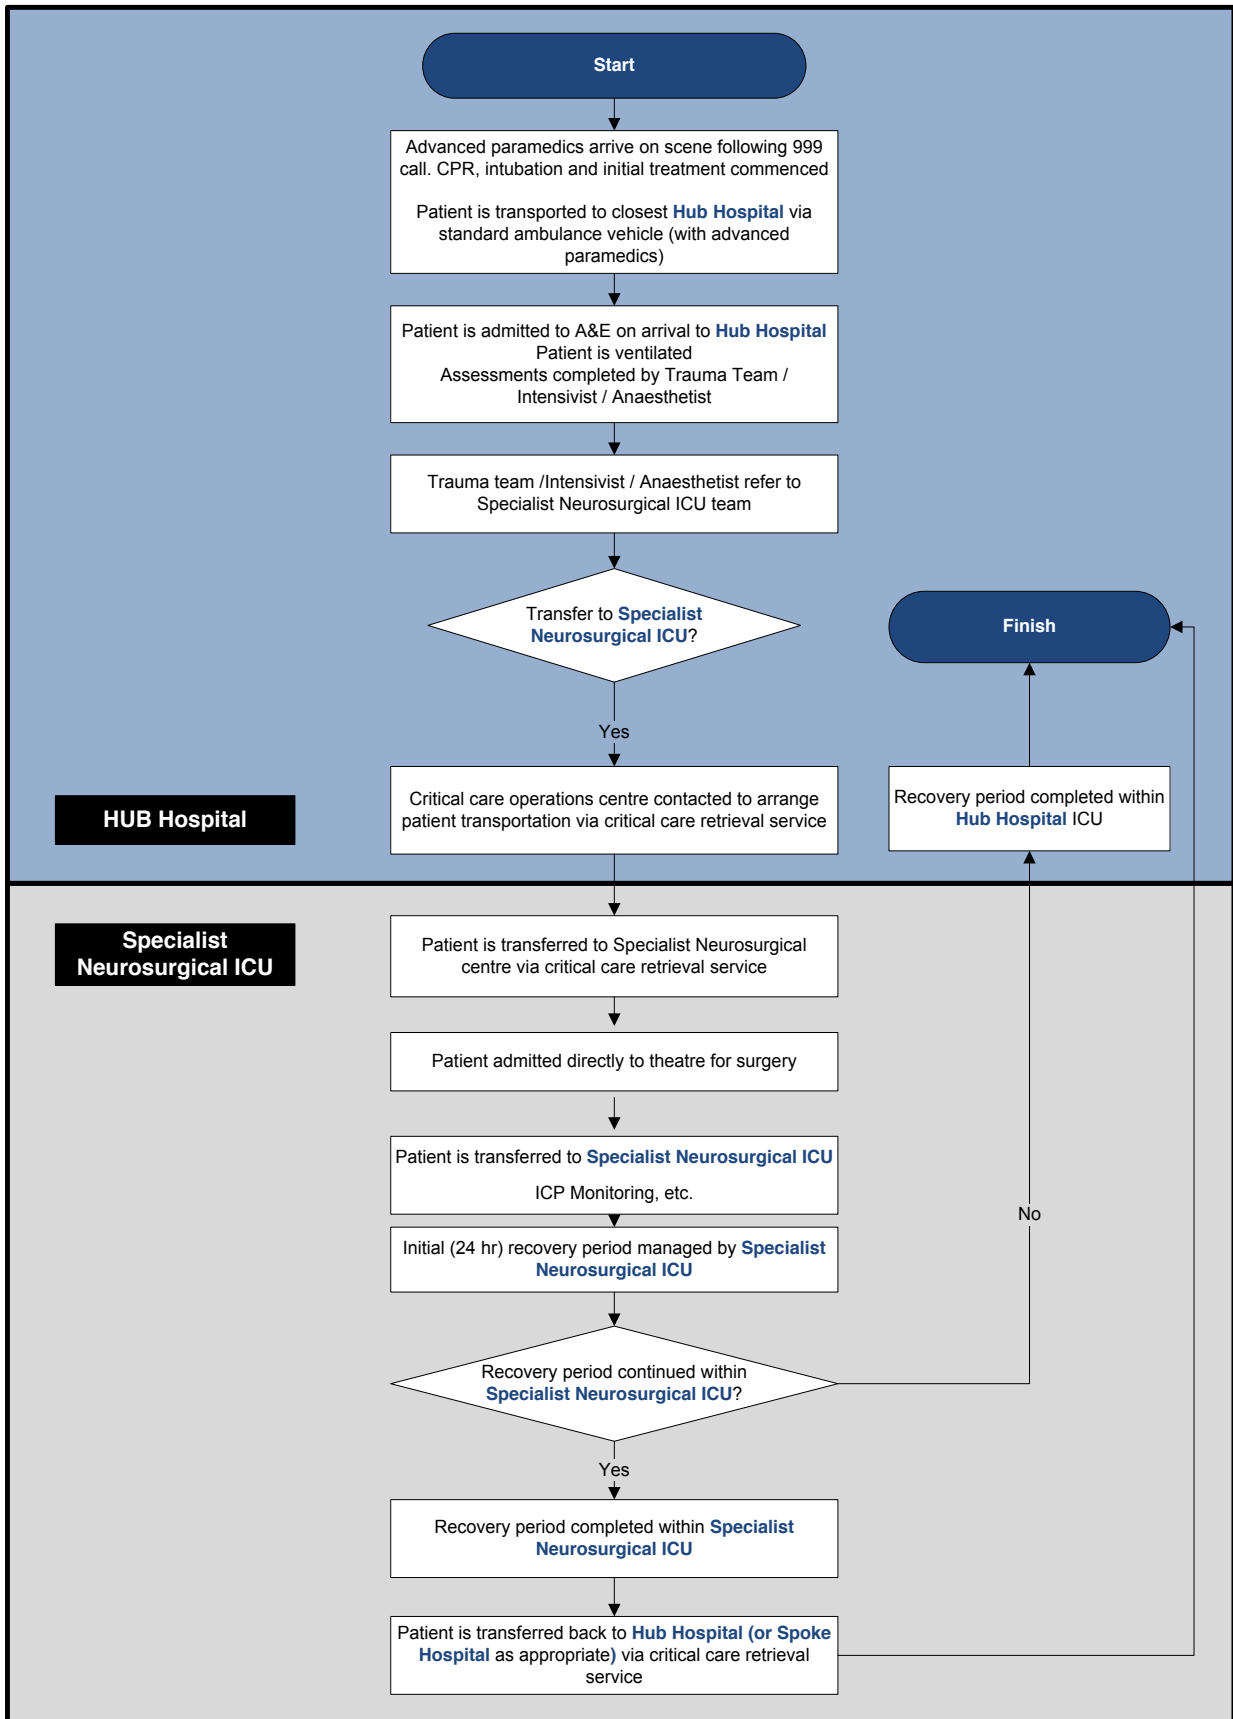 Start
Advanced paramedics arrive on scene following 999
call. CPR, intubation and initial treatment commenced
Patient is transported to closest Hub Hospital via
standard ambulance vehicle (with advanced
paramedics)
Patient is admitted to A&E on arrival to Hub Hospital
Patient is ventilated
Assessments completed by Trauma Team /
Intensivist / Anaesthetist
Trauma team /Intensivist / Anaesthetist refer to
Specialist Neurosurgical ICU team
Transfer to Specialist
Neurosurgical ICU?
Finish
Yes
HUB Hospital
Critical care operations centre contacted to arrange
patient transportation via critical care retrieval service
Recovery period completed within
Hub Hospital ICU
Specialist
Neurosurgical ICU
Patient is transferred to Specialist Neurosurgical
centre via critical care retrieval service
Patient admitted directly to theatre for surgery
Patient is transferred to Specialist Neurosurgical ICU
ICP Monitoring, etc.
No
Initial (24 hr) recovery period managed by Specialist
Neurosurgical ICU
Recovery period continued within
Specialist Neurosurgical ICU?
Yes
Recovery period completed within Specialist
Neurosurgical ICU
Patient is transferred back to Hub Hospital (or Spoke
Hospital as appropriate) via critical care retrieval
service